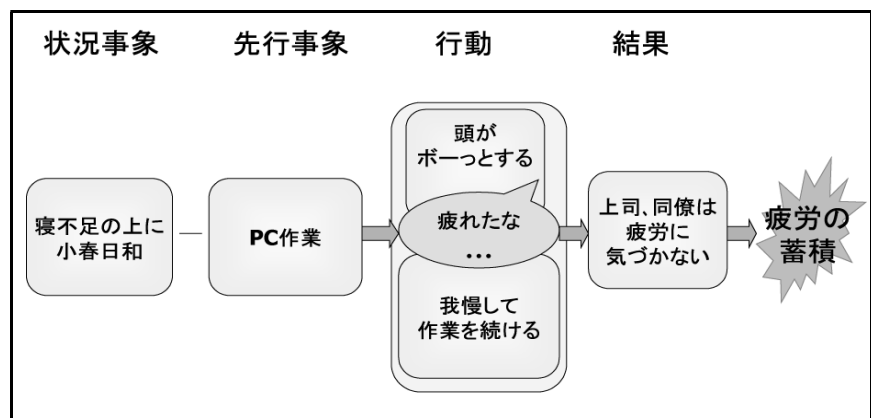 状況事象
先行事象
行動
結果
寝不足の上に
小春日和
PC作業
頭が
ボーっとする
疲れたな
…
我慢して
作業を続ける
上司、同僚は
疲労に
気づかない
疲労の
蓄積